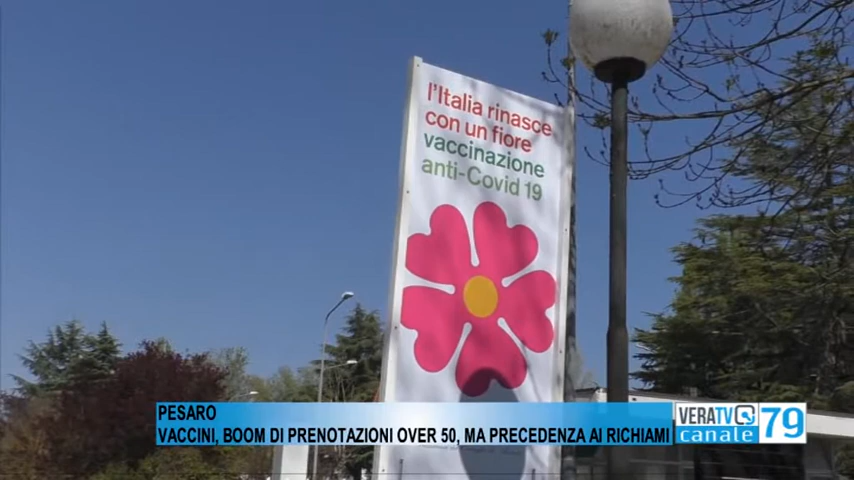 l'Italia rinasce
con un fiore
vaccinazione
anti-Covid 19
PESARO
VACCINI, BOOM DI PRENOTAZIONI OVER 50, MA PRECEDENZA AI RICHIAMI
VERATV
canale 79